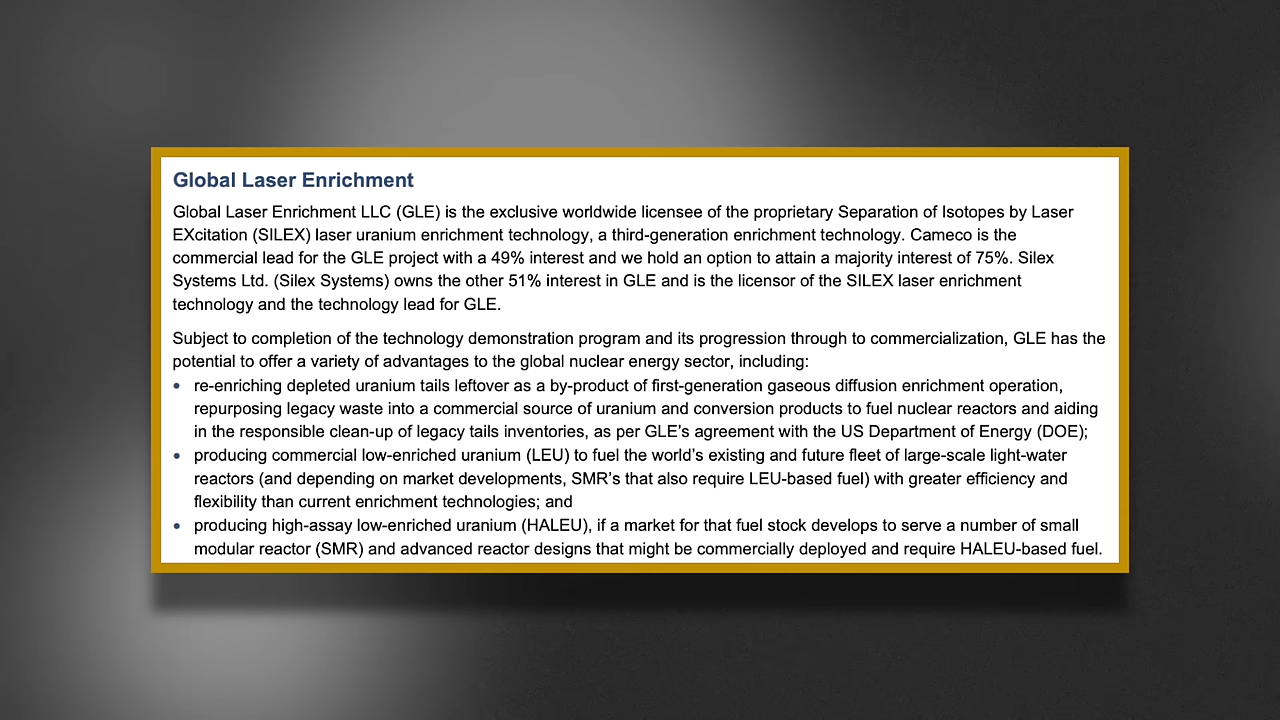 Global Laser Enrichment
Global Laser Enrichment LLC (GLE) is the exclusive worldwide licensee of the proprietary Separation of Isotopes by Laser
EXcitation (SILEX) laser uranium enrichment technology, a third-generation enrichment technology. Cameco is the
commercial lead for the GLE project with a 49% interest and we hold an option to attain a majority interest of 75%. Silex
Systems Ltd. (Silex Systems) owns the other 51% interest in GLE and is the licensor of the SILEX laser enrichment
technology and the technology lead for GLE.
Subject to completion of the technology demonstration program and its progression through to commercialization, GLE has the
potential to offer a variety of advantages to the global nuclear energy sector, including:
• re-enriching depleted uranium tails leftover as a by-product of first-generation gaseous diffusion enrichment operation,
repurposing legacy waste into a commercial source of uranium and conversion products to fuel nuclear reactors and aiding
in the responsible clean-up of legacy tails inventories, as per GLE's agreement with the US Department of Energy (DOE);
• producing commercial low-enriched uranium (LEU) to fuel the world's existing and future fleet of large-scale light-water
reactors (and depending on market developments, SMR's that also require LEU-based fuel) with greater efficiency and
flexibility than current enrichment technologies; and
• producing high-assay low-enriched uranium (HALEU), if a market for that fuel stock develops to serve a number of small
modular reactor (SMR) and advanced reactor designs that might be commercially deployed and require HALEU-based fuel.